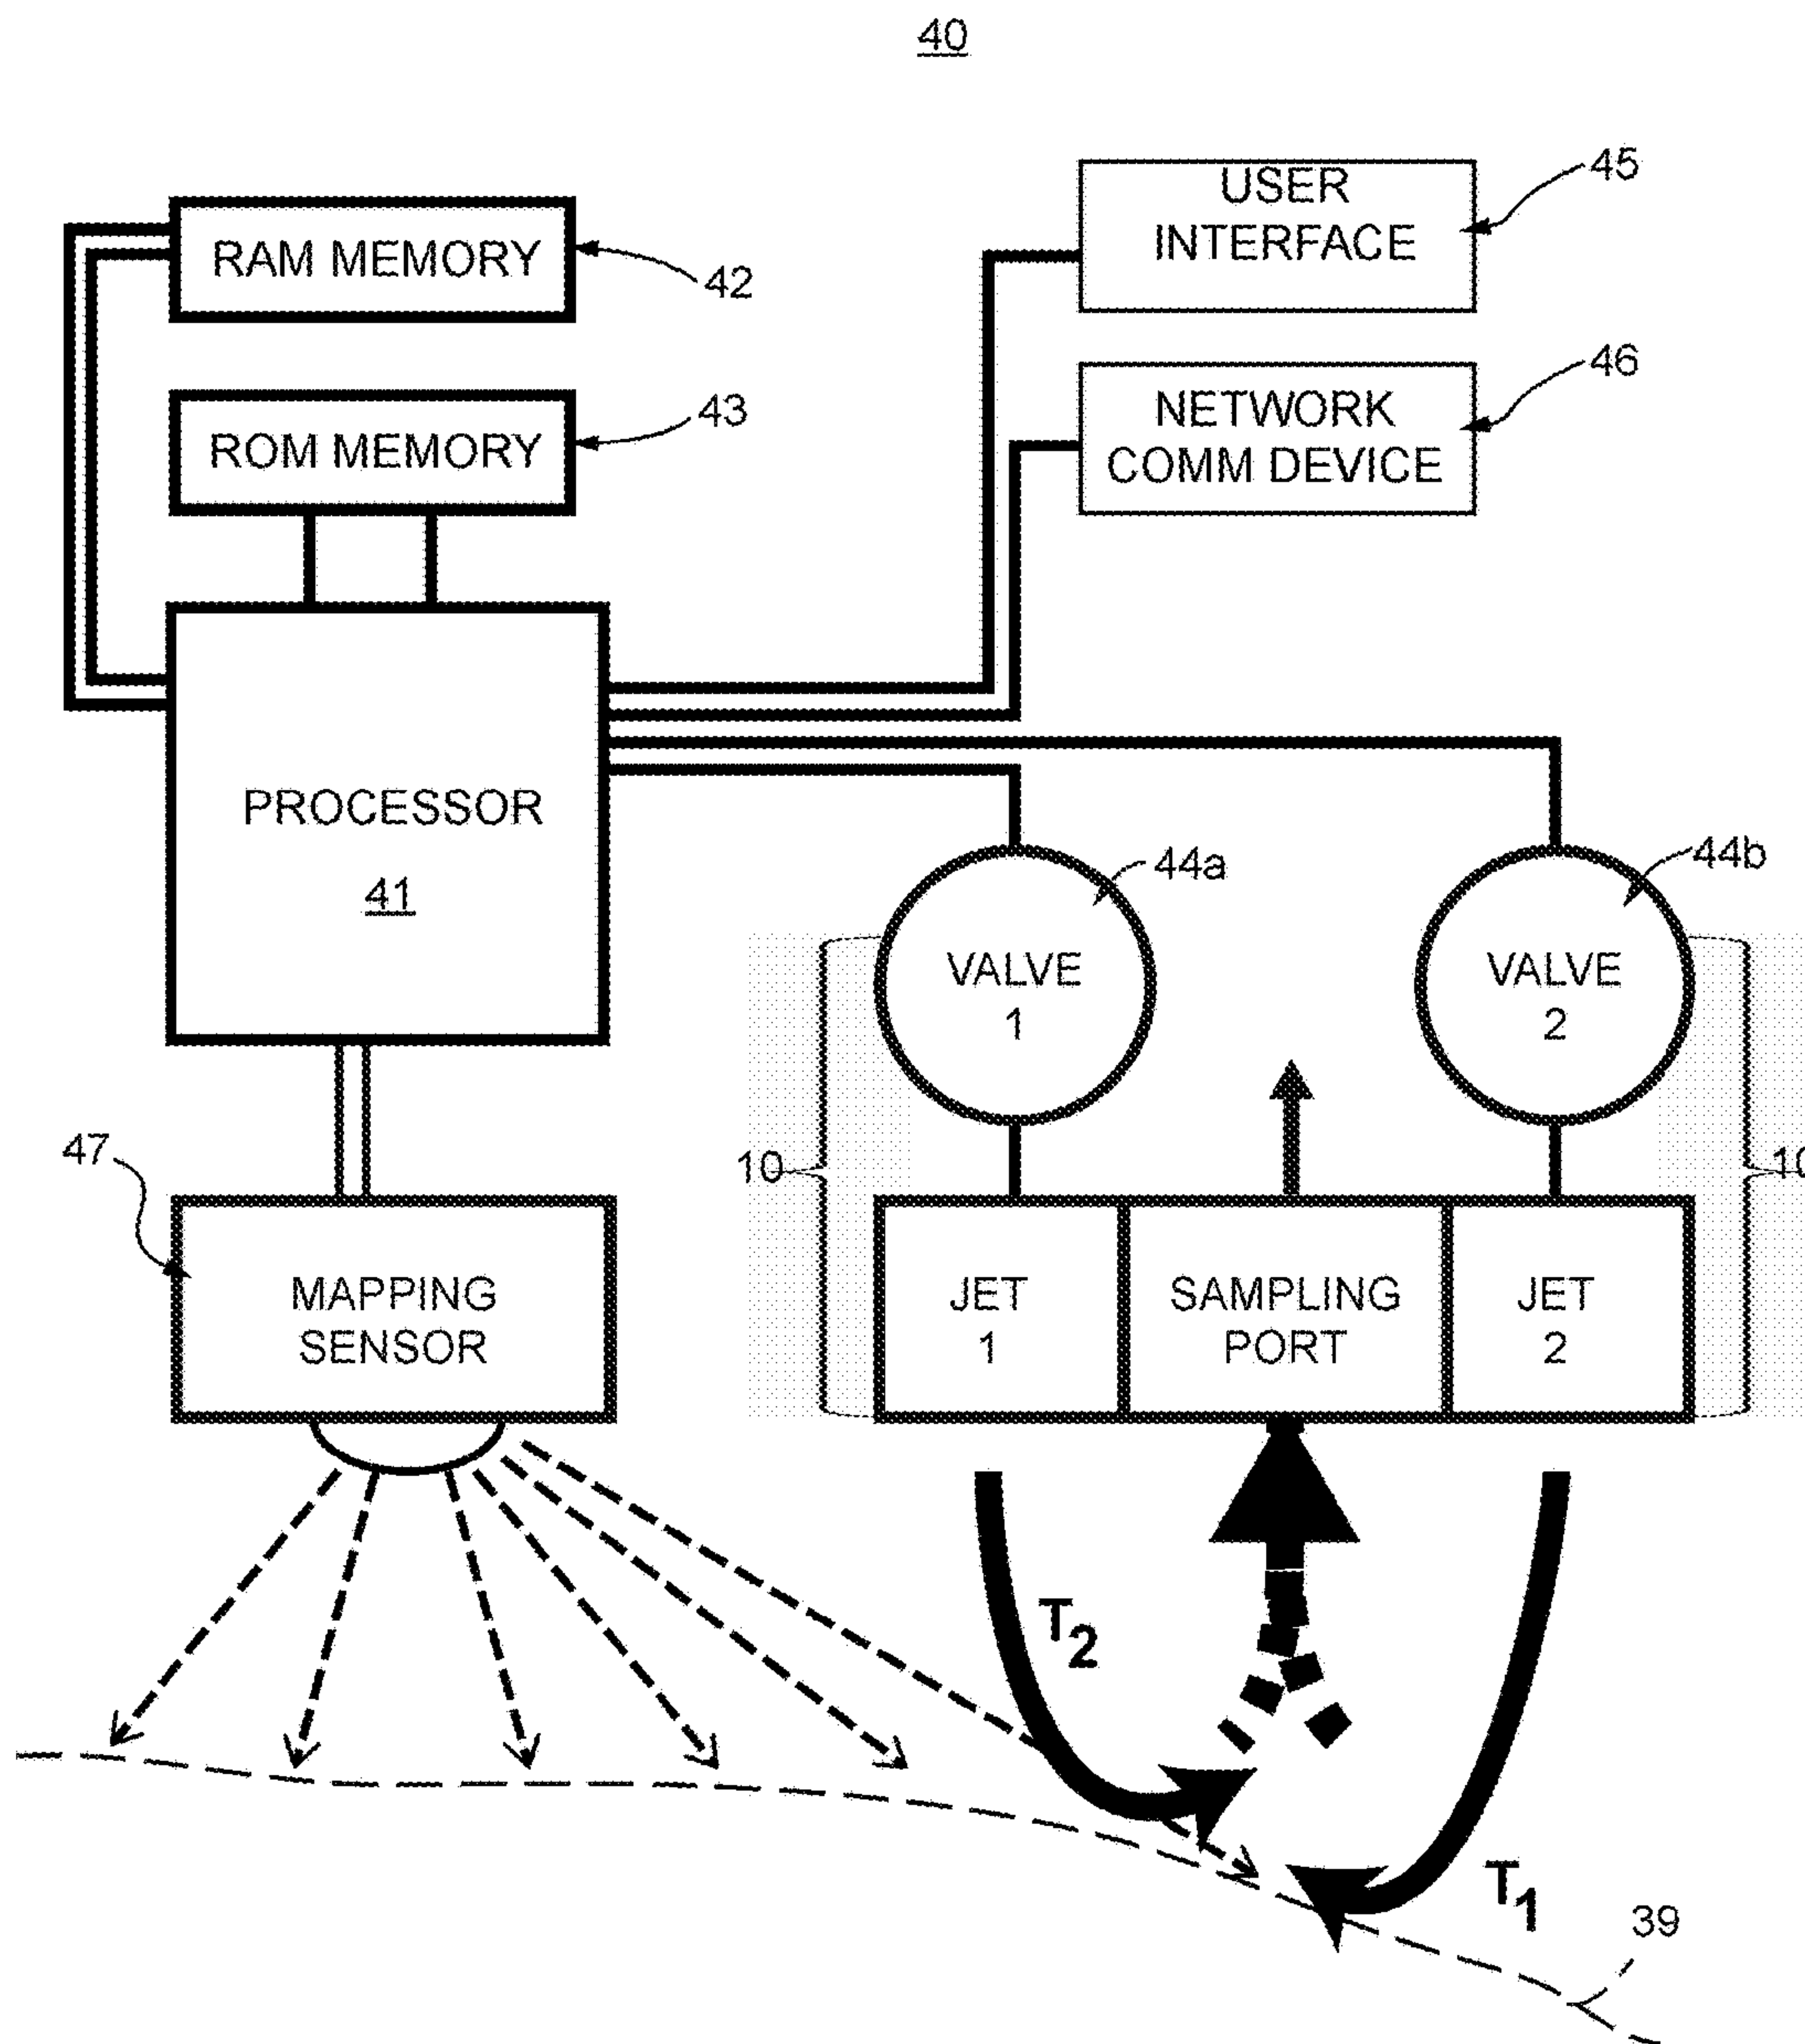 40
RAM MEMORY
42
ROM MEMORY
43
USER
INTERFACE
45
NETWORK
COMM DEVICE
46
PROCESSOR
41
44a
44b
VALVE
1
VALVE
2
47
10
10
MAPPING
SENSOR
JET
1
SAMPLING
PORT
JET
2
T2
T1
39